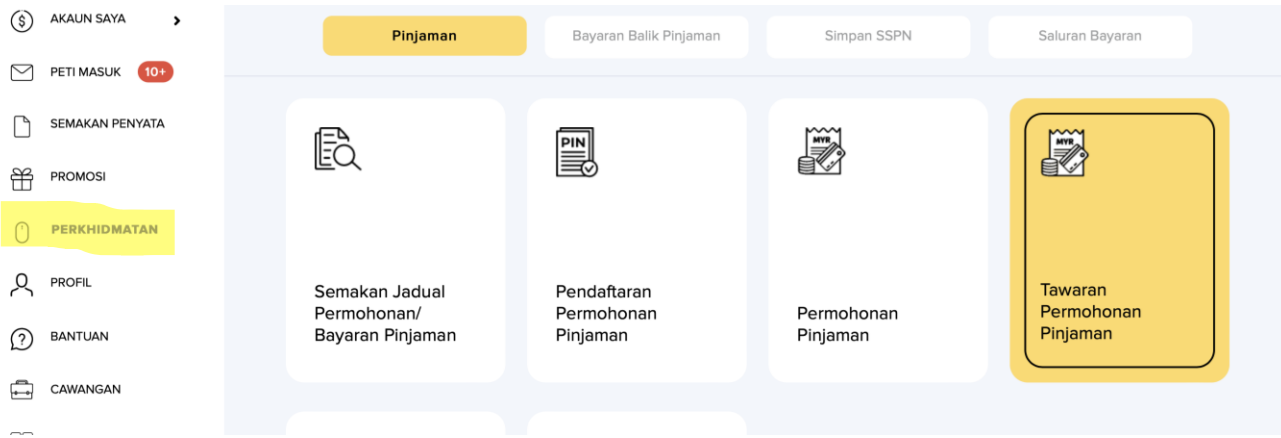 AKAUN SAYA
PETI MASUK 10+
SEMAKAN PENYATA
PROMOSI
PERKHIDMATAN
PROFIL
BANTUAN
CAWANGAN
Pinjaman
Bayaran Balik Pinjaman
Simpan SSPN
Saluran Bayaran
Semakan Jadual
Permohonan/
Bayaran Pinjaman
PIN
Pendaftaran
Permohonan
Pinjaman
MYR
Permohonan
Pinjaman
MYR
Tawaran
Permohonan
Pinjaman